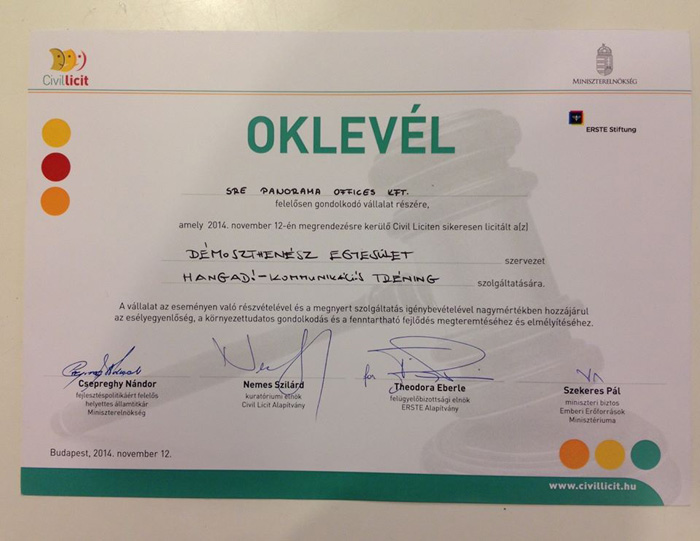 Civillicit
MINISZTERELNÖKSÉG
OKLEVÉL
ERSTE Stiftung
SRE PANORAMA OFFICES KFT.
felelősen gondolkodó vállalat részére,
amely 2014. november 12-én megrendezésre kerülő Civil Liciten sikeresen licitált a[z]
DÉMOSZTHENÉSZ EGYESÜLET szervezet
HANGADÍ!-KOMMUNIKÁCIÓS TRÉNING szolgáltatására.
A vállalat az eseményen való részvételével és a megnyert szolgáltatás igénybevételével nagymértékben hozzájárul
az esélyegyenlőség, a környezettudatos gondolkodás és a fenntartható fejlődés megteremtéséhez és elmélyítéséhez.
for
Csepreghy Nándor
fejlesztéspolitikáért felelős
helyettes államtitkár
Miniszterelnökség
Nemes Szilárd
kuratóriumi elnök
Civil Licit Alapítvány
Theodora Eberle
felügyelőbizottsági elnök
ERSTE Alapítvány
Szekeres Pál
miniszteri biztos
Emberi Erőforrások
Minisztériuma
Budapest, 2014. november 12.
www.civillicit.hu